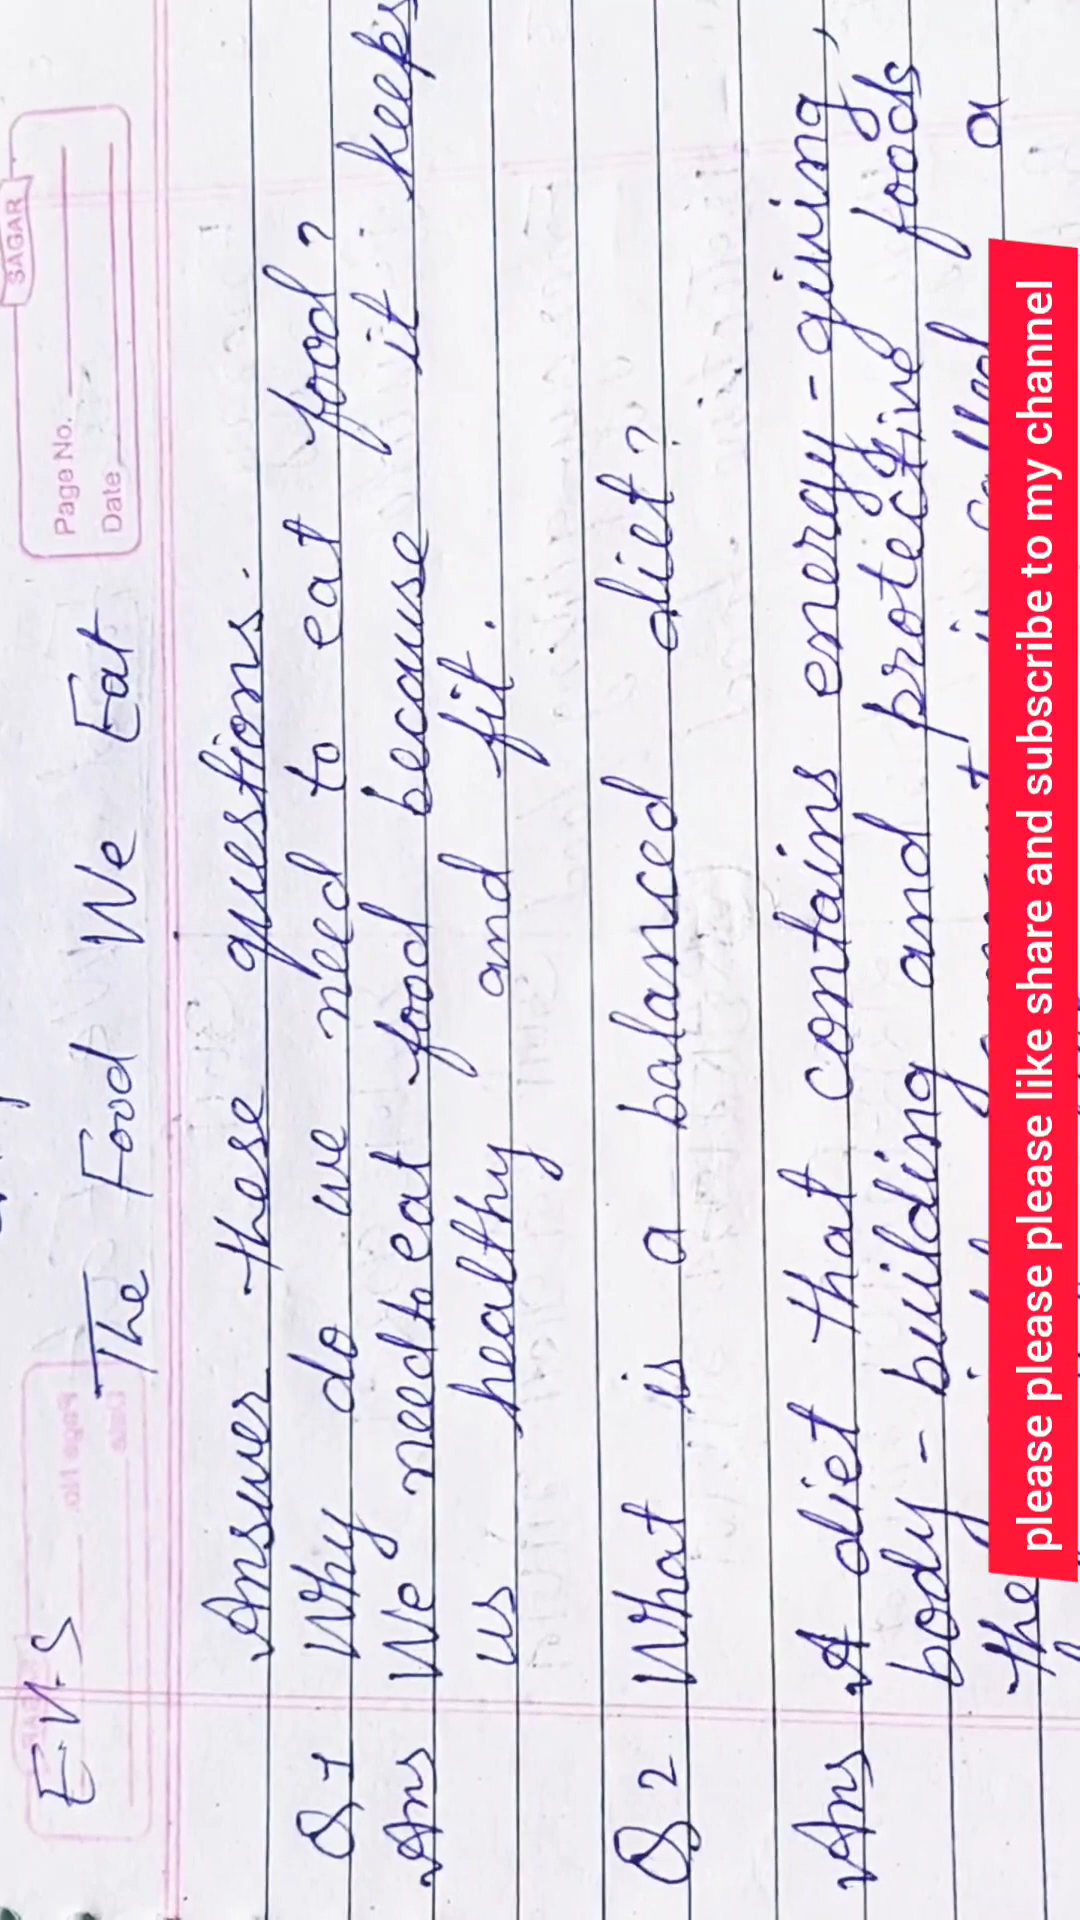 SAGAR
Page No.
Date
E.V.S
The Food We Eat
Answer these questions.
Q1 Why do we need to eat food?
Ans We need to eat food because it keeps
us healthy and fit.
Q2 What is a balanced diet?
Ans A diet that contains energy-giving,
body-building and protective foods
the is called a
please please please like share and subscribe to my channel